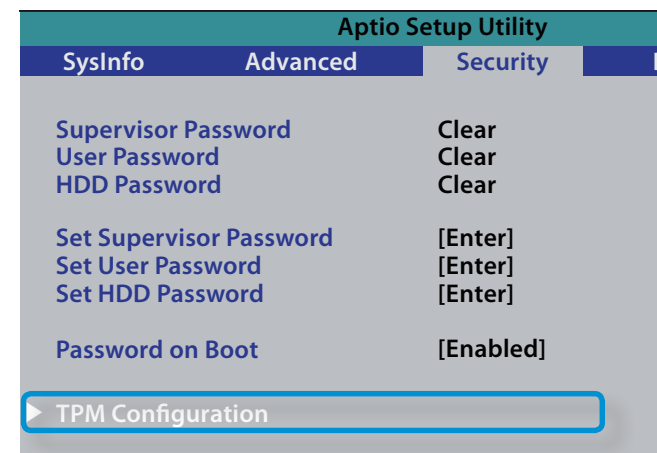 Aptio Setup Utility
SysInfo Advanced Security
Supervisor Password Clear
User Password Clear
HDD Password Clear
Set Supervisor Password [Enter]
Set User Password [Enter]
Set HDD Password [Enter]
Password on Boot [Enabled]
TPM Configuration